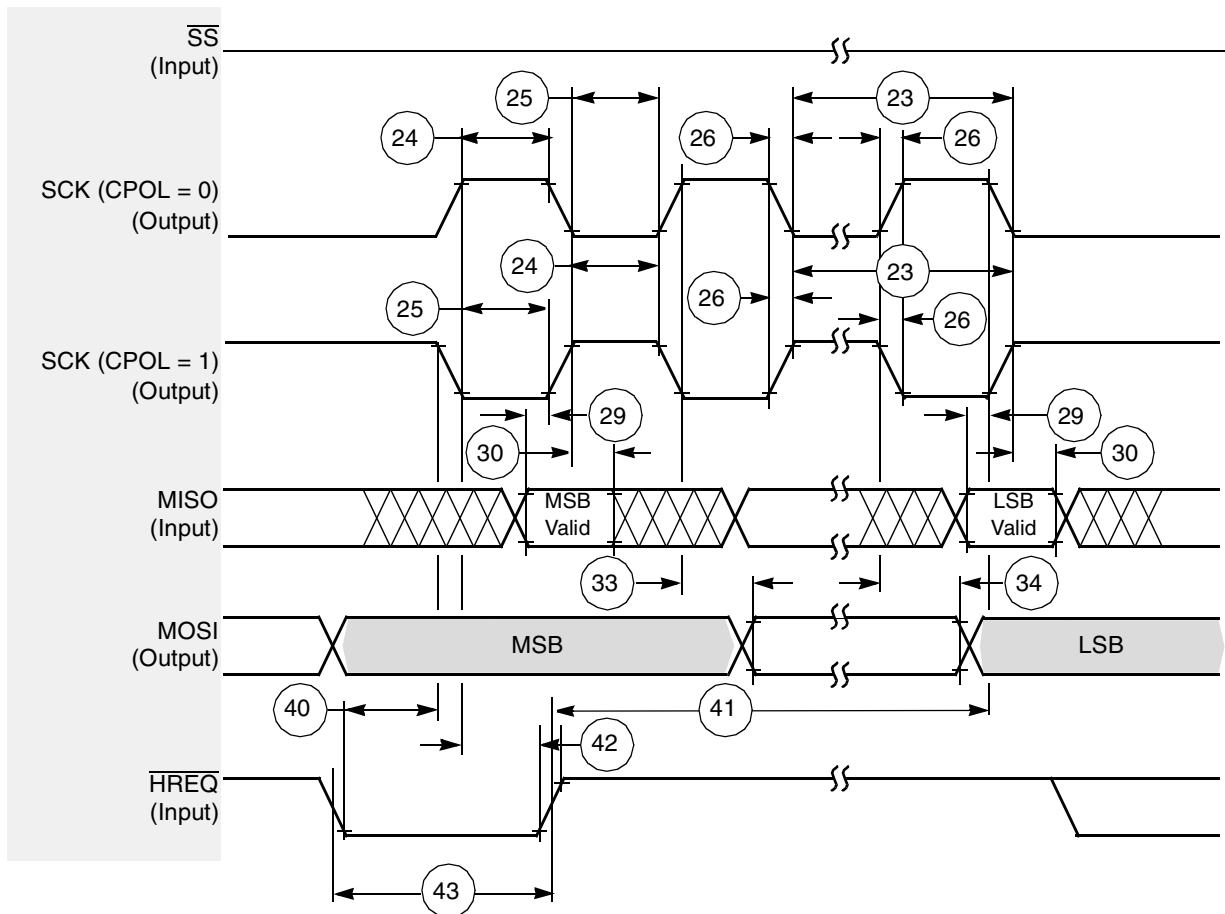 SS
(Input)
25
23
24
26
26
SCK (CPOL = 0)
(Output)
24
23
25
26
26
SCK (CPOL = 1)
(Output)
29
29
30
30
MISO
(Input)
MSB
Valid
LSB
Valid
33
34
MOSI
(Output)
MSB
LSB
40
41
42
HREQ
(Input)
43